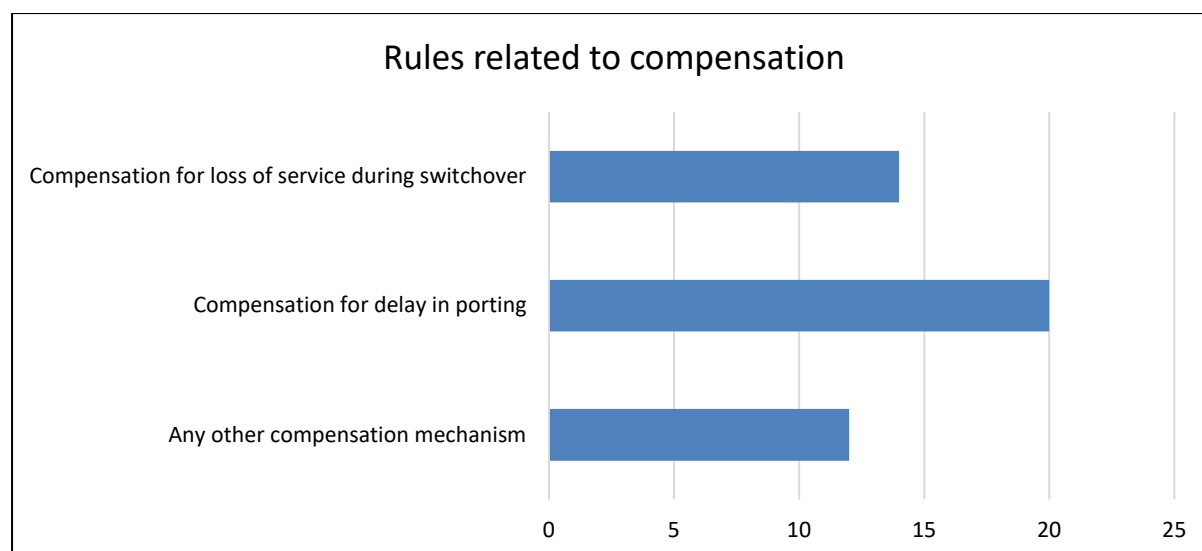 Rules related to compensation
Compensation for loss of service during switchover
Compensation for delay in porting
Any other compensation mechanism
0 5 10 15 20 25